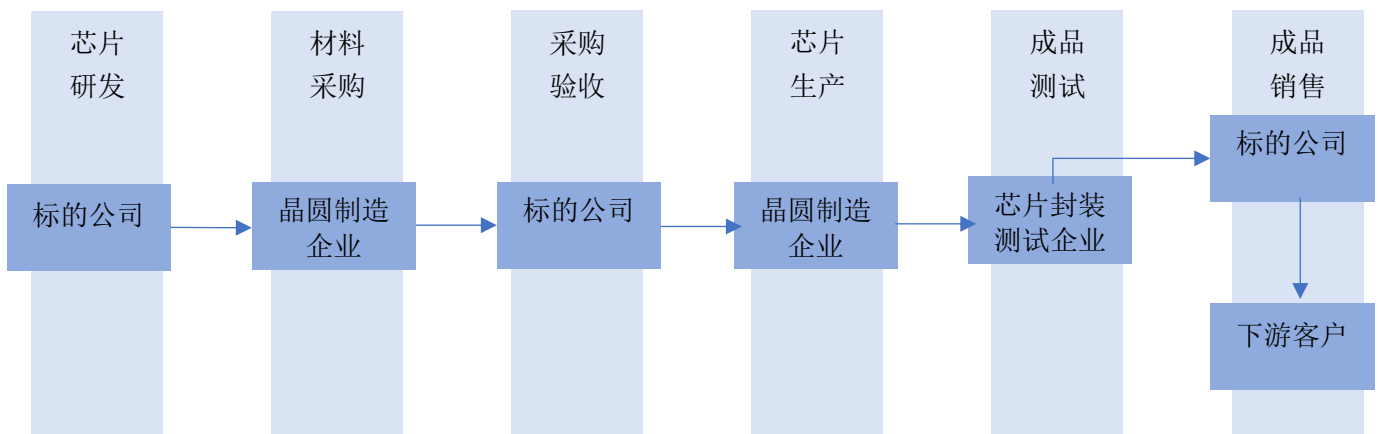 芯片
研发
材料
采购
采购
验收
芯片
生产
成品
测试
成品
销售
标的公司
晶圆制造
企业
标的公司
晶圆制造
企业
芯片封装
测试企业
标的公司
下游客户